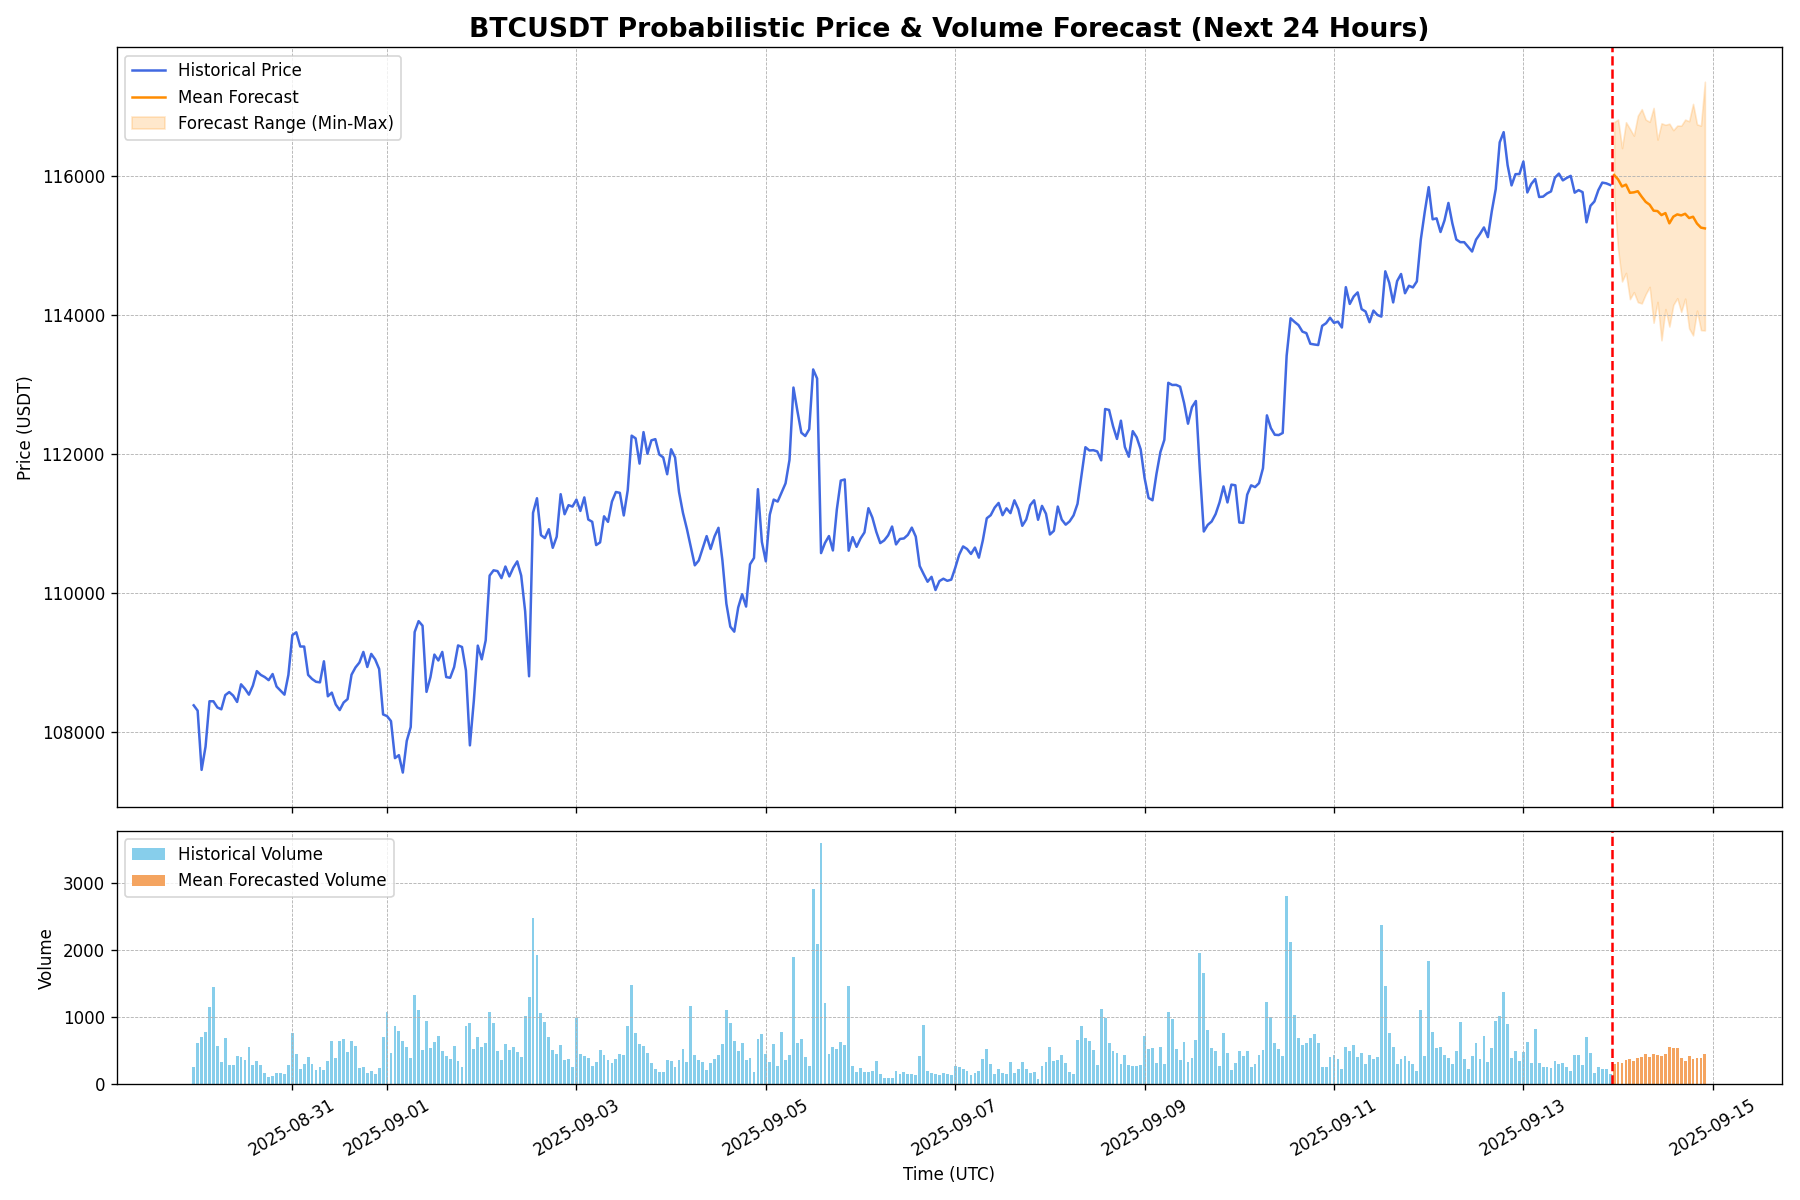 BTCUSDT Probabilistic Price & Volume Forecast (Next 24 Hours)
Historical Price
Mean Forecast
Forecast Range (Min-Max)
116000
114000
112000
110000
108000
Price (USDT)
Historical Volume
Mean Forecasted Volume
3000
2000
1000
0
Volume
2025-08-31
2025-09-01
2025-09-03
2025-09-05
2025-09-07
2025-09-09
2025-09-11
2025-09-13
2025-09-15
Time (UTC)